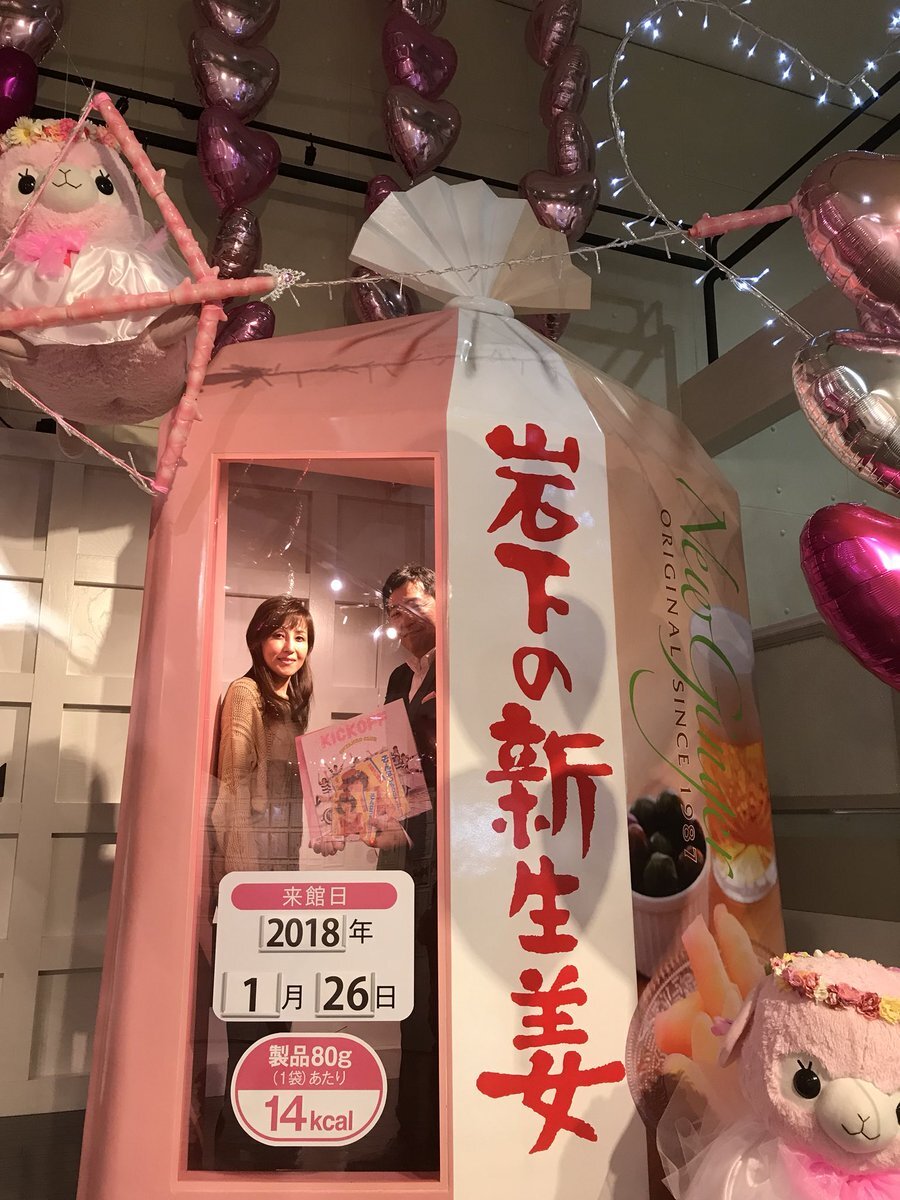 岩下の新生姜
New Ginger
ORIGINAL SINCE 1987
KICKOFF
来館日
2018年
1月26日
製品80g
(1袋)あたり
14kcal